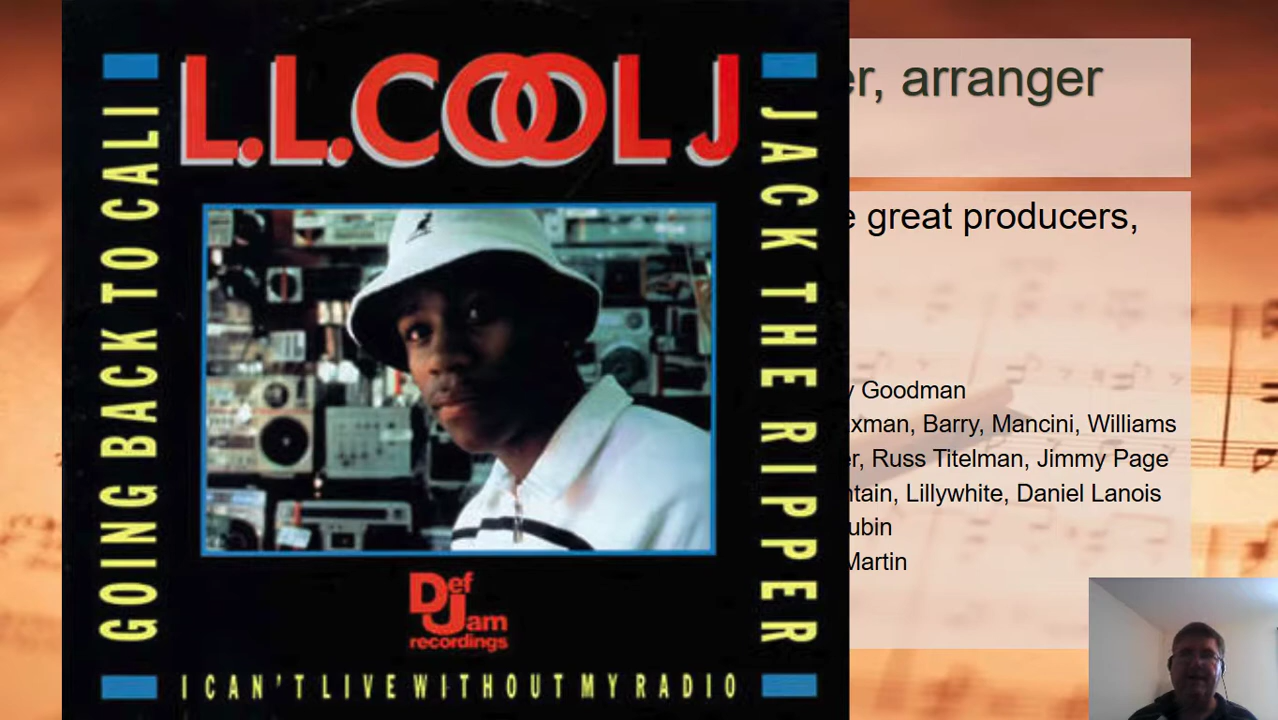 L.L.COOL J
GOING BACK TO CALI
JACK THE RIPPER
Def
Jam
recordings
I CAN'T LIVE WITHOUT MY RADIO
arranger
great producers,
Goodman
Barry, Mancini, Williams
Russ Titelman, Jimmy Page
Lillywhite, Daniel Lanois
Martin